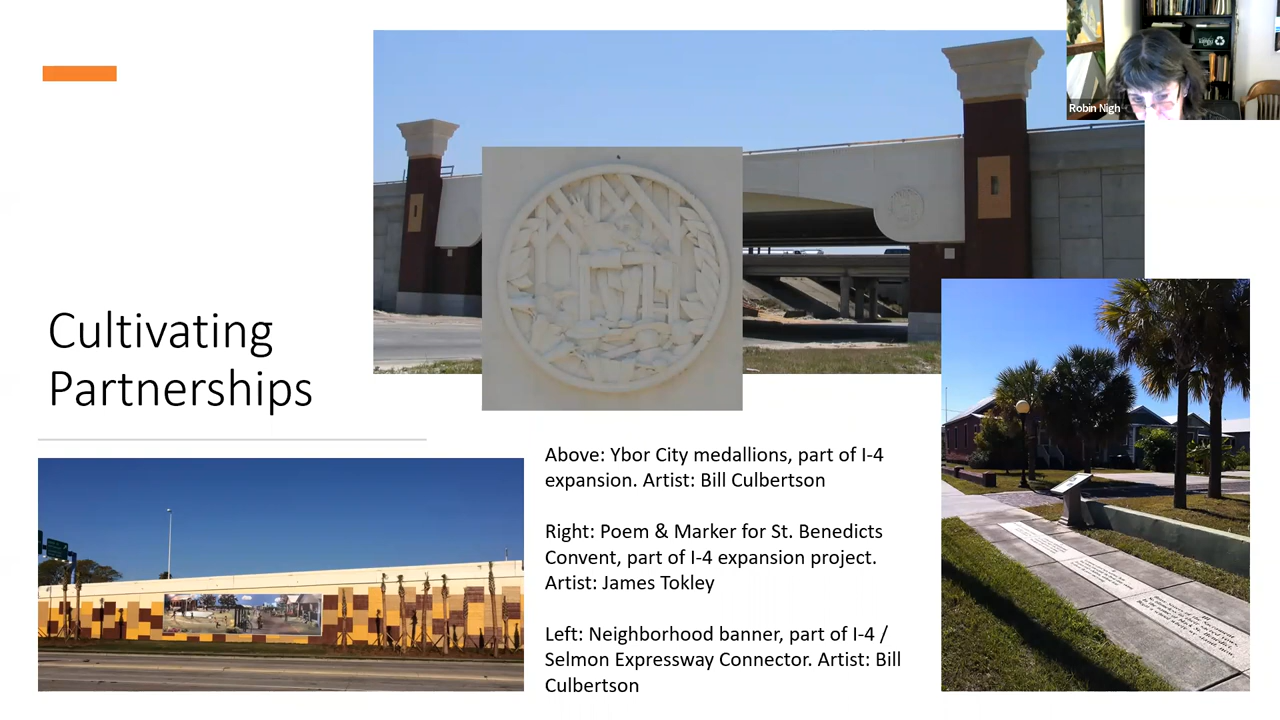 Robin Nigh
Cultivating
Partnerships
Above: Ybor City medallions, part of I-4
expansion. Artist: Bill Culbertson
Right: Poem & Marker for St. Benedicts
Convent, part of I-4 expansion project.
Artist: James Tokley
Left: Neighborhood banner, part of I-4 /
Selmon Expressway Connector. Artist: Bill
Culbertson